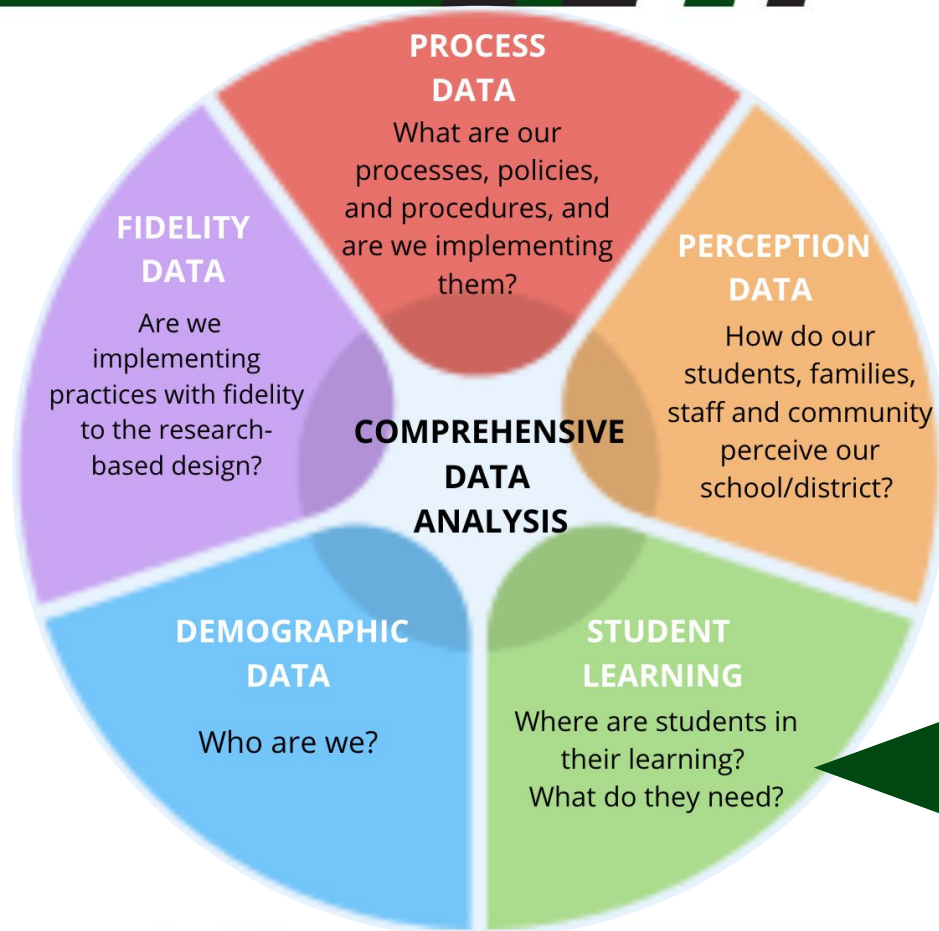 PROCESS
DATA
What are our
processes, policies,
and procedures, and
are we implementing
them?
FIDELITY
DATA
Are we
implementing
practices with fidelity
to the research-
based design?
PERCEPTION
DATA
How do our
students, families,
staff and community
perceive our
school/district?
COMPREHENSIVE
DATA
ANALYSIS
DEMOGRAPHIC
DATA
Who are we?
STUDENT
LEARNING
Where are students in
their learning?
What do they need?